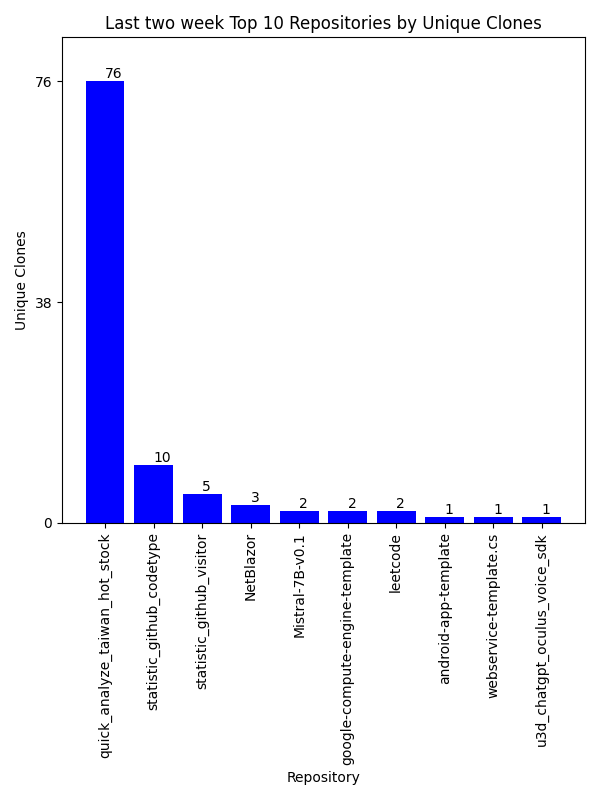 Last two week Top 10 Repositories by Unique Clones
Unique Clones
76
38
0
76
10
5
3
2
2
2
1
1
1
quick_analyze_taiwan_hot_stock
statistic_github_codetype
statistic_github_visitor
NetBlazor
Mistral-7B-v0.1
google-compute-engine-template
leetcode
android-app-template
webservice-template.cs
u3d_chatgpt_oculus_voice_sdk
Repository